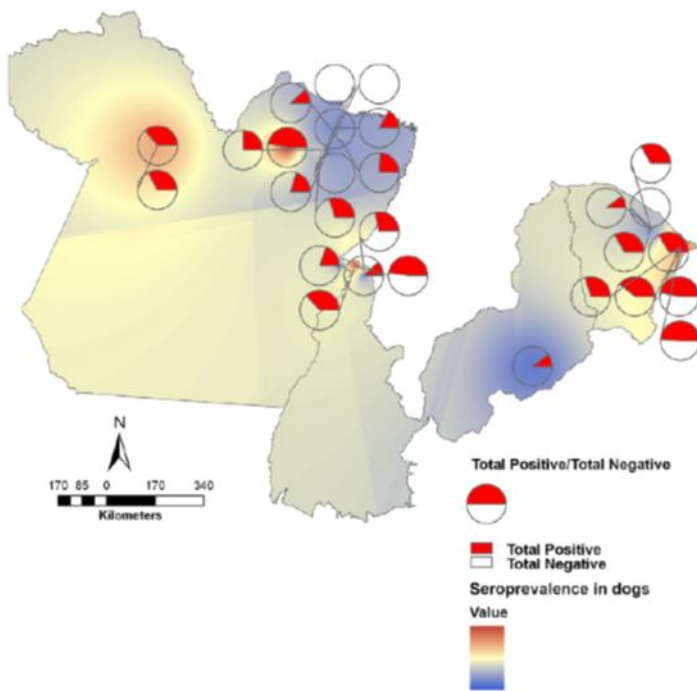 N
170 85 0 170 340
Kilometers
Total Positive/Total Negative
Total Positive
Total Negative
Seroprevalence in dogs
Value